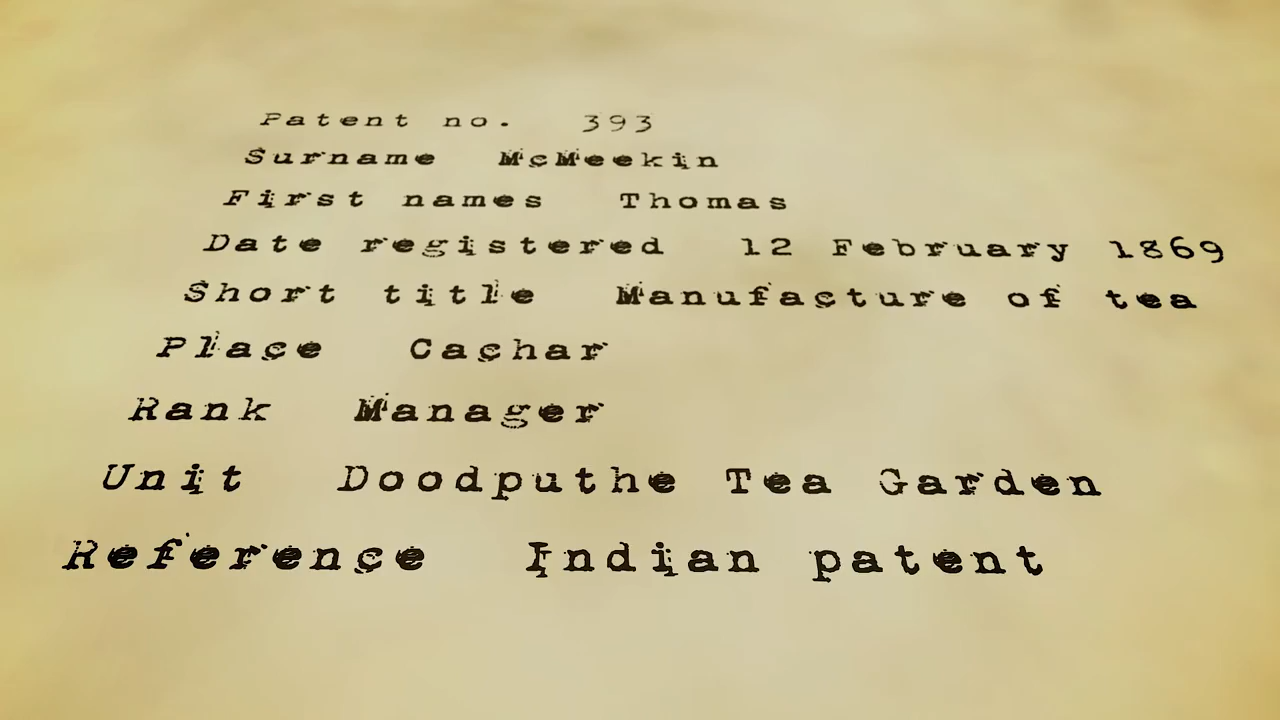 Patent no. 393
Surname McMeekin
First names Thomas
Date registered 12 February 1869
Short title Manufacture of tea
Place Cachar
Rank Manager
Unit Doodputhe Tea Garden
Reference Indian patent